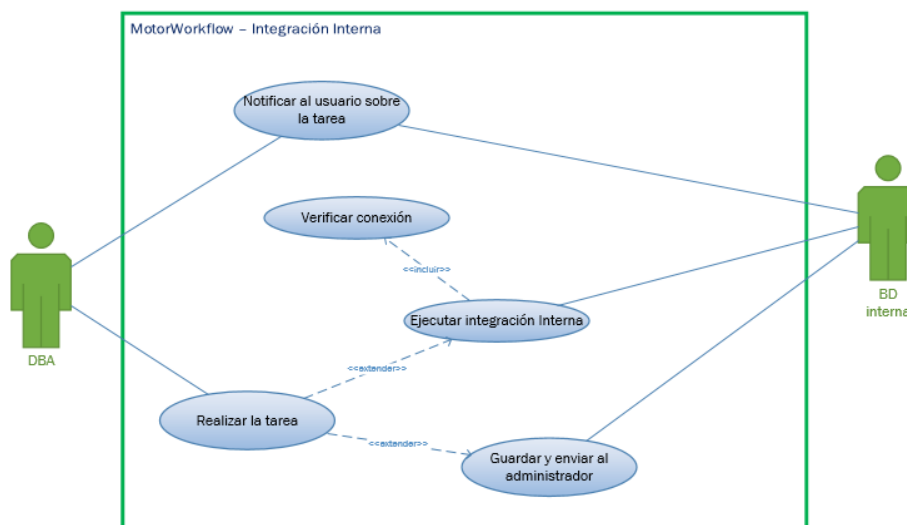 MotorWorkflow – Integración Interna
Notificar al usuario sobre
la tarea
Verificar conexión
<<incluir>>
Ejecutar integración Interna
<<extender>>
Realizar la tarea
<<extender>>
Guardar y enviar al
administrador
DBA
BD
interna